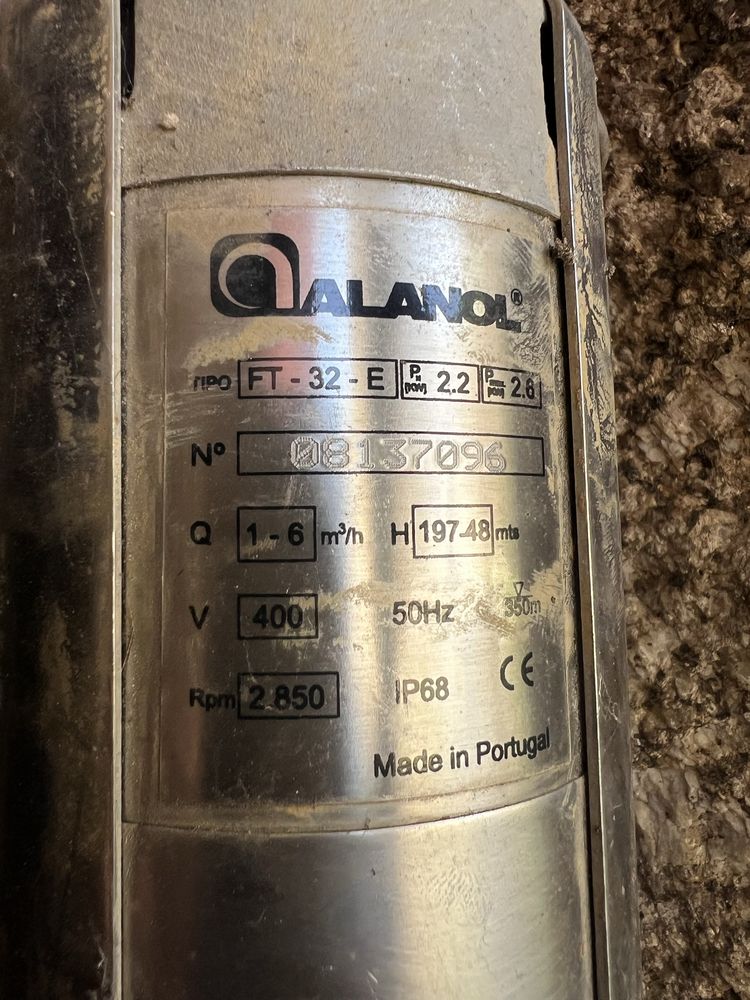 ALANOL®
TIPO FT - 32 - E PN [KW] 2.2 P [KW] 2.6
Nº 08137096
Q 1 - 6 m³/h H 197-48 mts
V 400 50Hz 350m
Rpm 2.850 IP68 CE
Made in Portugal